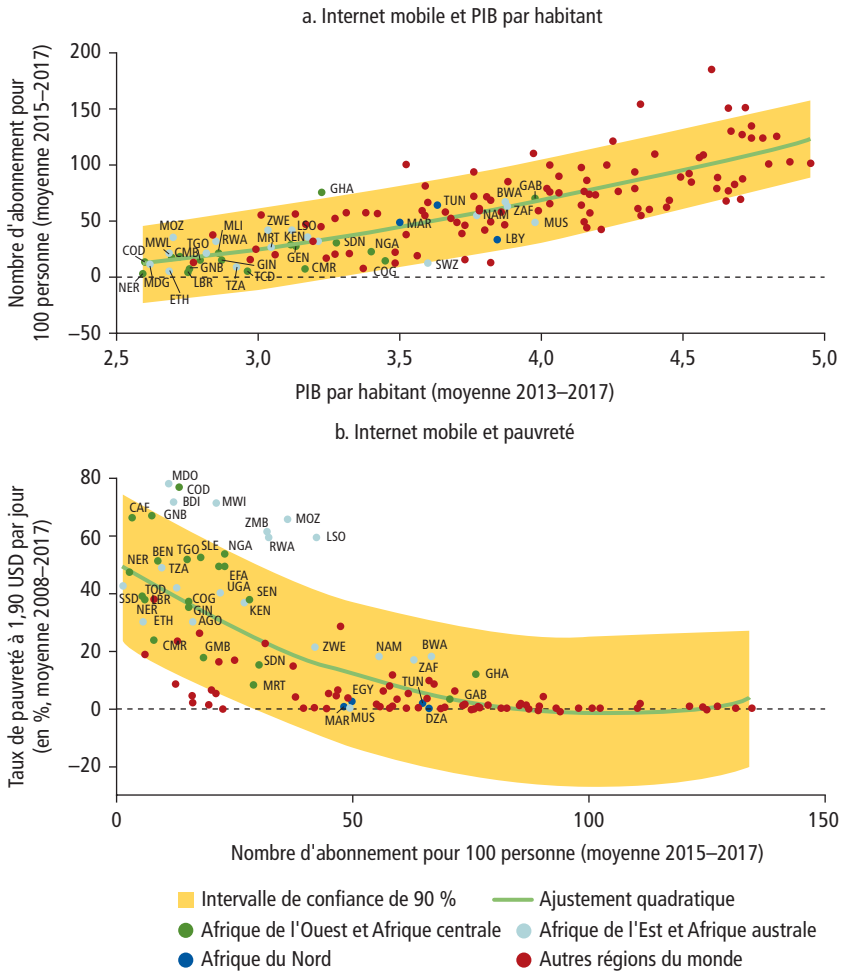 a. Internet mobile et PIB par habitant
Nombre d'abonnement pour
100 personne (moyenne 2015–2017)
200
150
100
50
0
–50
2,5
3,0
3,5
4,0
4,5
5,0
GHA
MOZ
MLI
ZWE
LSO
COD
MWL
TGO
RWA
CMB
MRT
KEN
SDN
NGA
MAR
TUN
BWA
GAB
NAM
ZAF
MUS
LBY
NER
MDG
ETH
GNB
LBR
TZA
GIN
TCD
GEN
CMR
COG
SWZ
PIB par habitant (moyenne 2013–2017)
b. Internet mobile et pauvreté
Taux de pauvreté à 1,90 USD par jour
(en %, moyenne 2008–2017)
80
60
40
20
0
–20
0
50
100
150
MDO
COD
BDI
MWI
CAF
GNB
ZMB
MOZ
RWA
LSO
BEN
TGO
SLE
NGA
NER
TZA
EFA
TOD
UGA
SEN
SSD
LBR
COG
GIN
KEN
NER
ETH
AGO
CMR
GMB
SDN
ZWE
NAM
BWA
ZAF
GHA
MRT
EGY
TUN
GAB
MAR
MUS
DZA
Nombre d'abonnement pour 100 personne (moyenne 2015–2017)
Intervalle de confiance de 90 %
Ajustement quadratique
Afrique de l'Ouest et Afrique centrale
Afrique de l'Est et Afrique australe
Afrique du Nord
Autres régions du monde